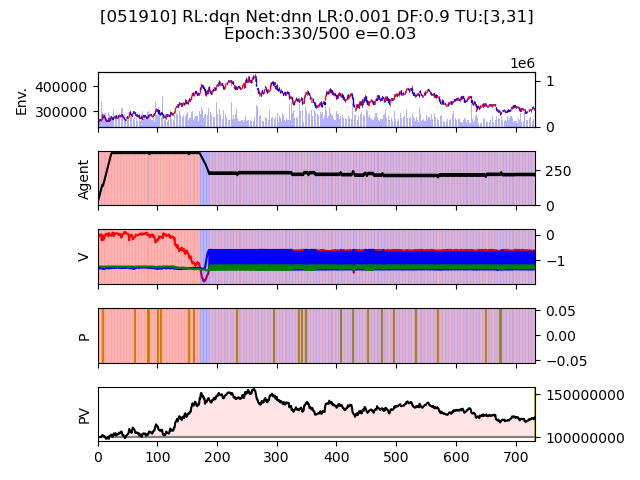 [051910] RL:dqn Net:dnn LR:0.001 DF:0.9 TU:[3,31]
Epoch:330/500 e=0.03
1e6
Env.
400000
300000
1
0
Agent
250
0
V
0
−1
P
0.05
0.00
−0.05
PV
150000000
100000000
0 100 200 300 400 500 600 700